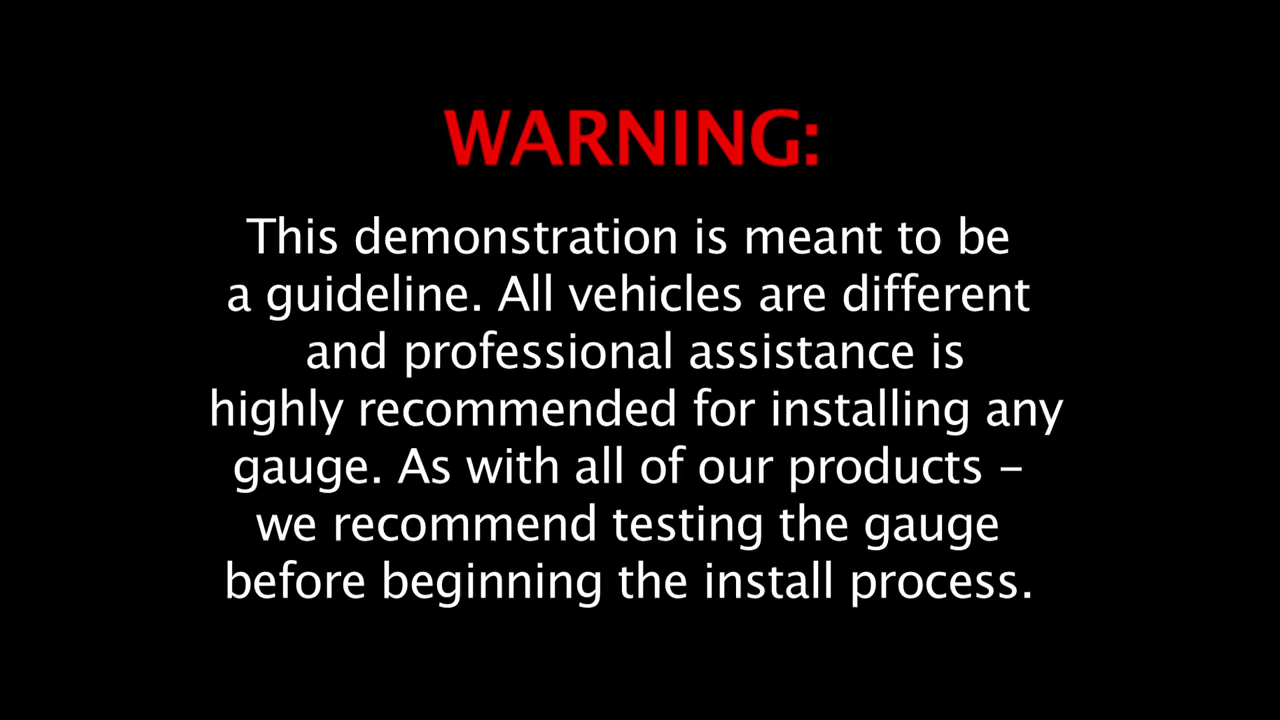 WARNING:
This demonstration is meant to be
a guideline. All vehicles are different
and professional assistance is
highly recommended for installing any
gauge. As with all of our products –
we recommend testing the gauge
before beginning the install process.